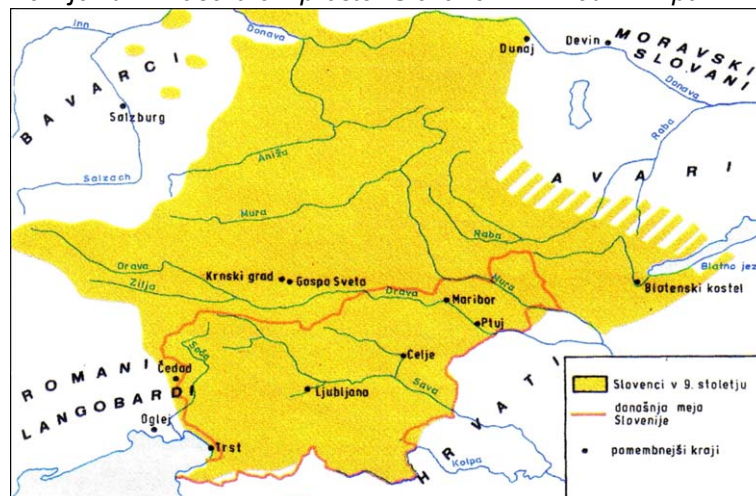 Inn
Donava
Dunaj
Devin
MORAVSKI
SLOVANI
Donava
BAVARCI
Salzburg
Raba
Aniža
AVARI
Salzach
Mura
Raba
Blatno jez
Drava
Krnski grad
Gospa Sveta
Mura
Blatenski kostel
Zilja
Drava
Maribor
Ptuj
Soča
Celje
ROMANI
Čedad
Sava
LANGOBARDI
Ljubljana
HRVATI
Slovenci v 9. stoletju
Oglej
današnja meja
Slovenije
Trst
Kolpa
pomembnejši kraji